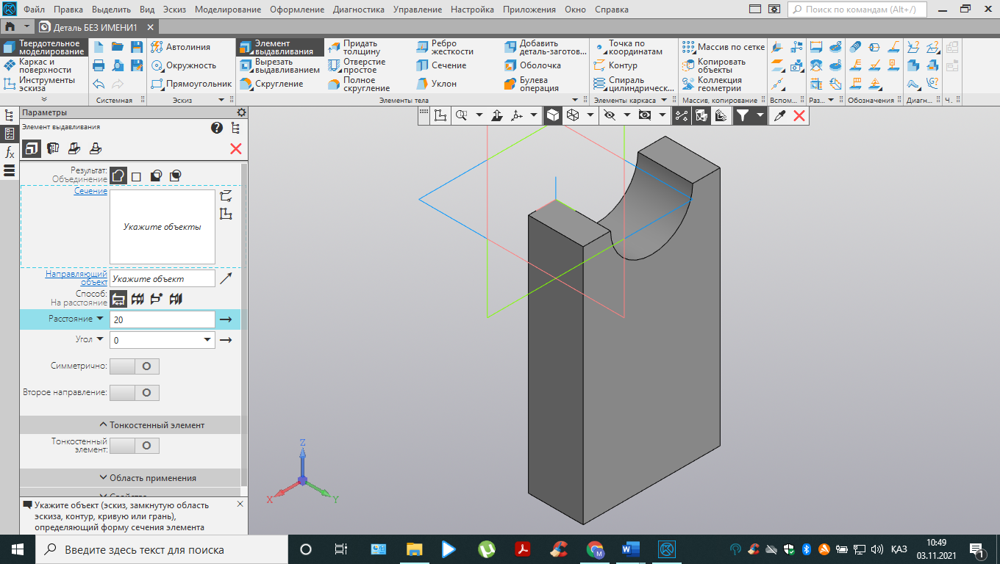 Файл Правка Выделить Вид Эскиз Моделирование Оформление Диагностика Управление Настройка Приложения Окно Справка
Поиск по командам (Alt+/)
Деталь БЕЗ ИМЕНИ1
Твердотельное моделирование
Каркас и поверхности
Инструменты эскиза
Системная
Автолиния
Окружность
Прямоугольник
Эскиз
Элемент выдавливания
Вырезать выдавливанием
Скругление
Придать толщину
Отверстие простое
Полное скругление
Ребро жесткости
Сечение
Уклон
Добавить деталь-заготов...
Оболочка
Булева операция
Элементы тела
Точка по координатам
Контур
Спираль цилиндрическ...
Элементы каркаса
Массив по сетке
Копировать объекты
Коллекция геометрии
Массив, копирование
Вспом...
Раз...
Обозначения
Диагн...
Ч..
Параметры
Элемент выдавливания
Результат:
Объединение
Сечение
Укажите объекты
Направляющий
объект
Укажите объект
Способ:
На расстояние
Расстояние 20
Угол 0
Симметрично:
Второе направление:
Тонкостенный элемент
Тонкостенный
элемент:
Область применения
Свойства
Укажите объект (эскиз, замкнутую область
эскиза, контур, кривую или грань),
определяющий форму сечения элемента
Z
X
Y
Введите здесь текст для поиска
ҚАЗ
10:49
03.11.2021
1